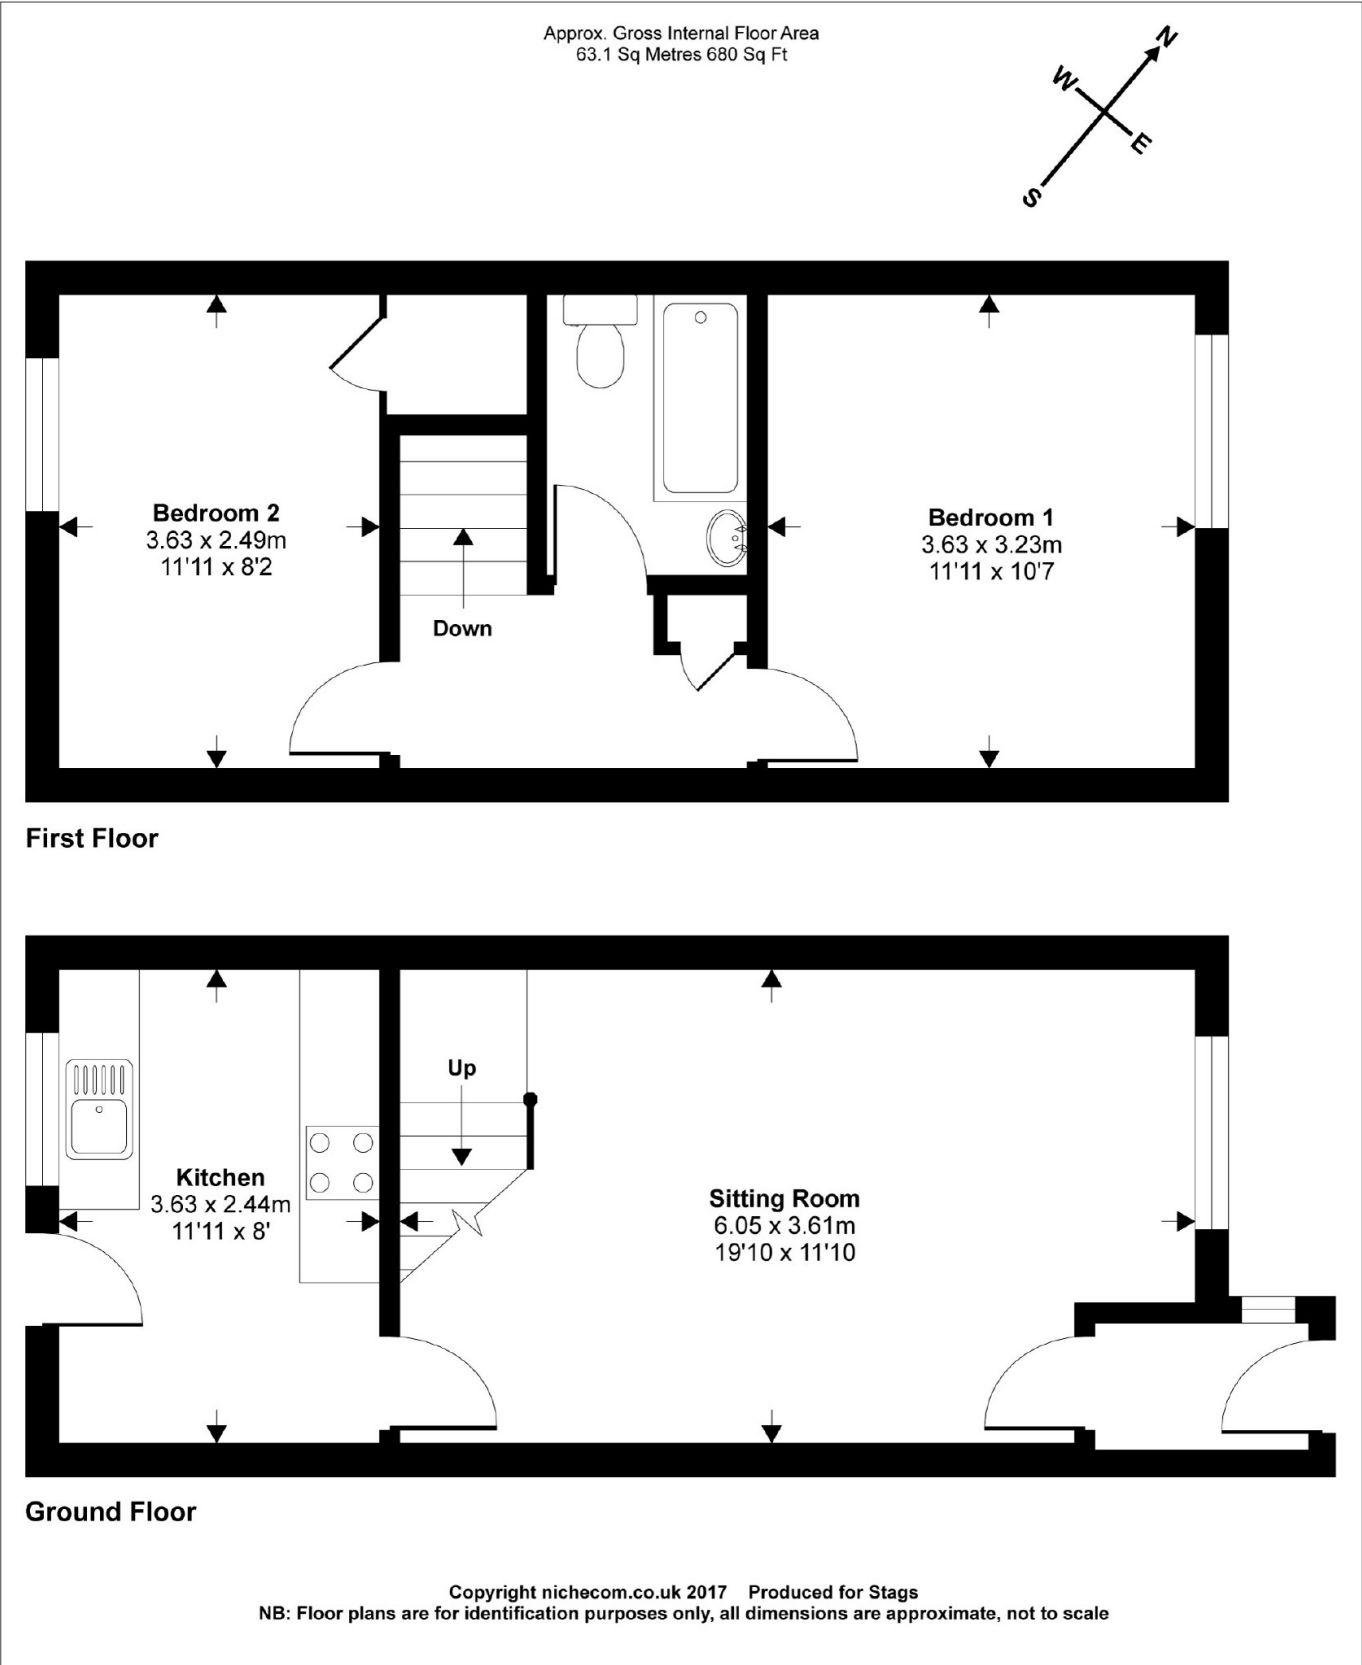 Approx. Gross Internal Floor Area
63.1 Sq Metres 680 Sq Ft
N
W
E
S
Bedroom 2
3.63 x 2.49m
11'11 x 8'2
Down
Bedroom 1
3.63 x 3.23m
11'11 x 10'7
First Floor
Up
Kitchen
3.63 x 2.44m
11'11 x 8'
Sitting Room
6.05 x 3.61m
19'10 x 11'10
Ground Floor
Copyright nichecom.co.uk 2017 Produced for Stags
NB: Floor plans are for identification purposes only, all dimensions are approximate, not to scale